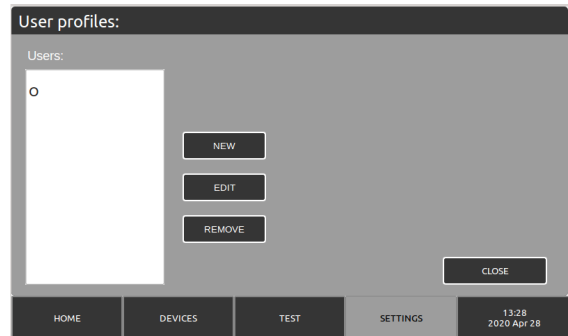 User profiles:
Users:
O
NEW
EDIT
REMOVE
CLOSE
HOME
DEVICES
TEST
SETTINGS
13:28
2020 Apr 28